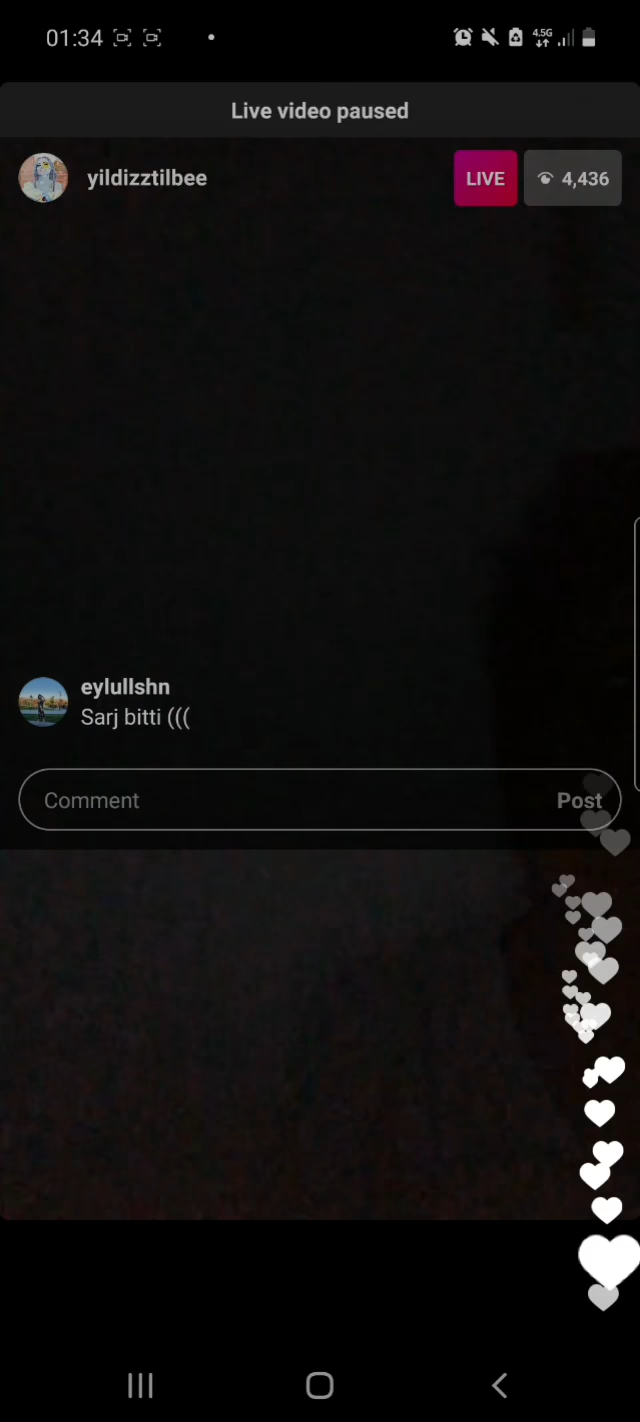 01:34
4.5G
Live video paused
yildizztilbee
LIVE
4,436
eylullshn
Sarj bitti (((
Comment
Post